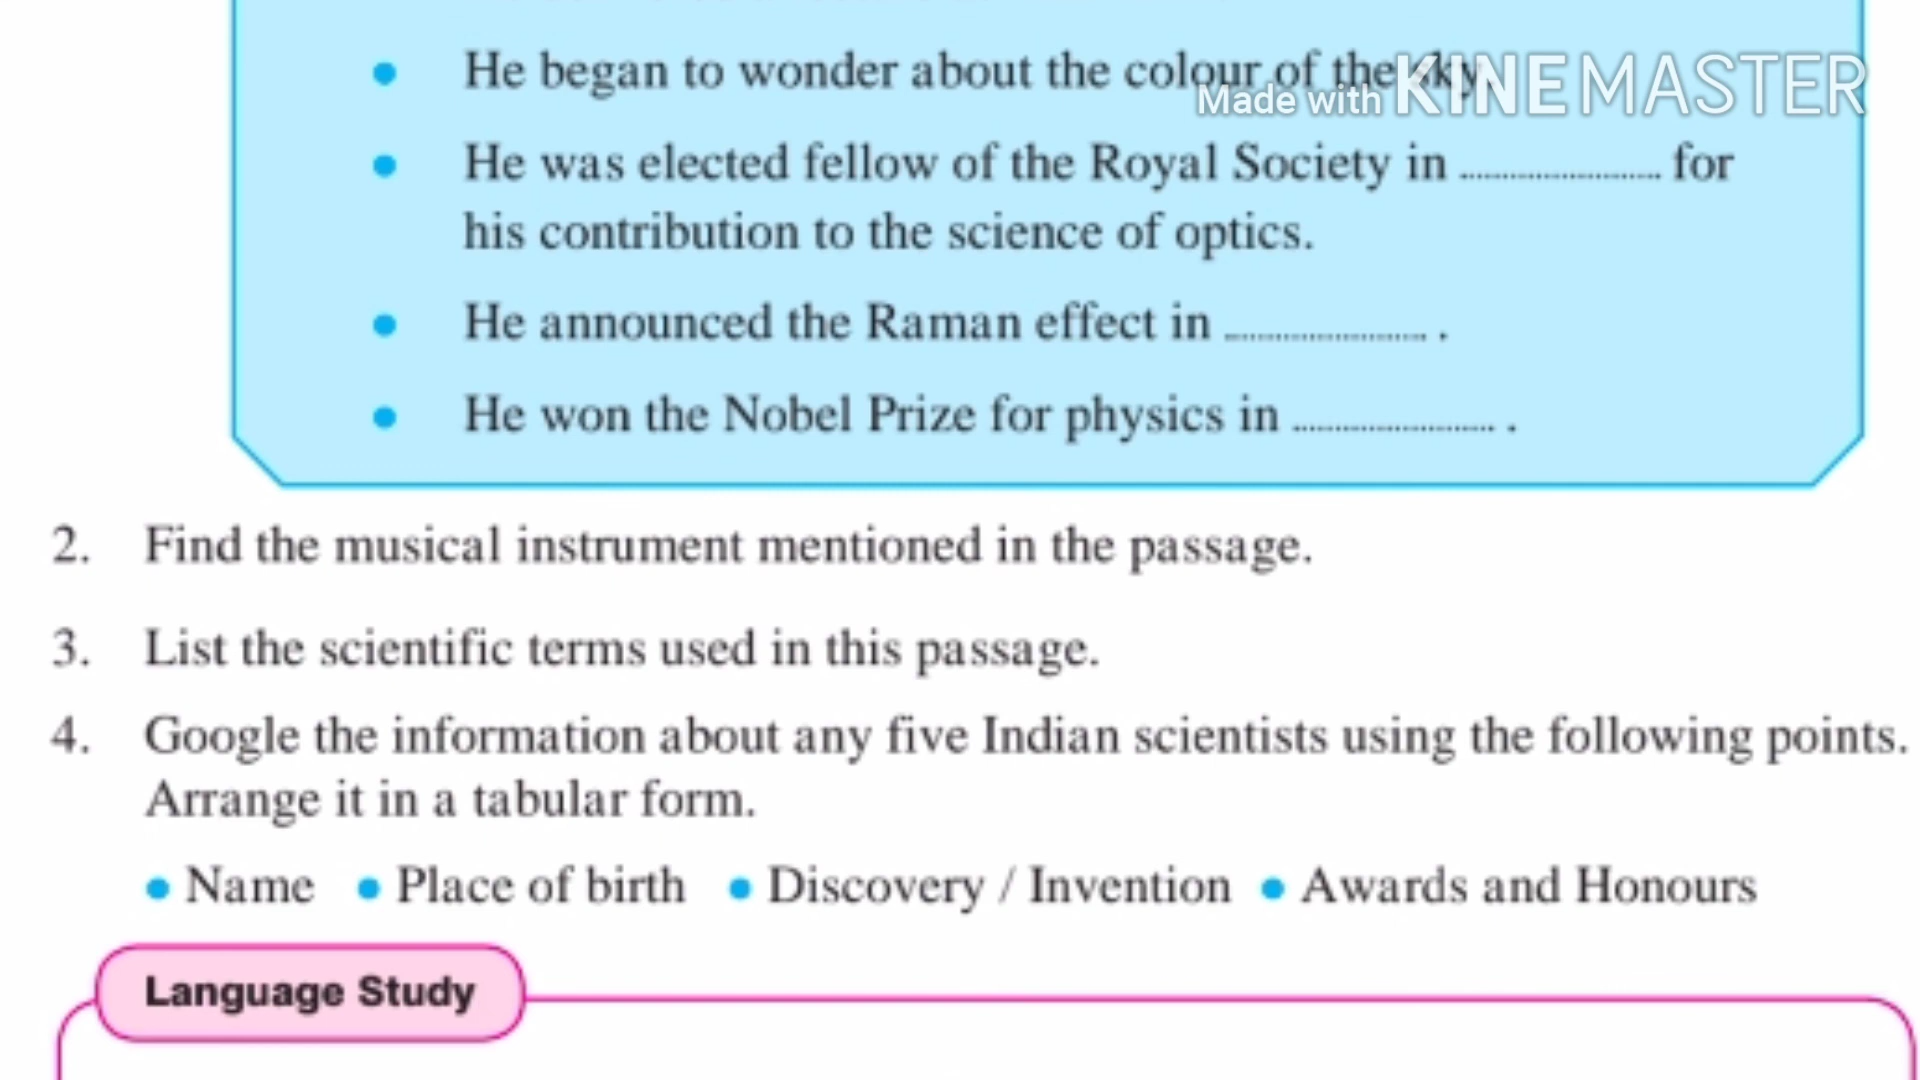 He began to wonder about the colour of the sky
Made with KINEMASTER
He was elected fellow of the Royal Society in ........................ for
his contribution to the science of optics.
He announced the Raman effect in ........................ .
He won the Nobel Prize for physics in ........................ .
2. Find the musical instrument mentioned in the passage.
3. List the scientific terms used in this passage.
4. Google the information about any five Indian scientists using the following points.
Arrange it in a tabular form.
• Name • Place of birth • Discovery / Invention • Awards and Honours
Language Study